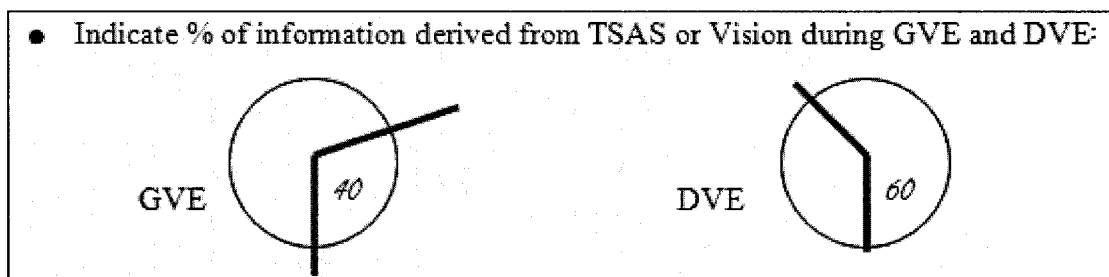 ● Indicate % of information derived from TSAS or Vision during GVE and DVE:
GVE 40 DVE 60